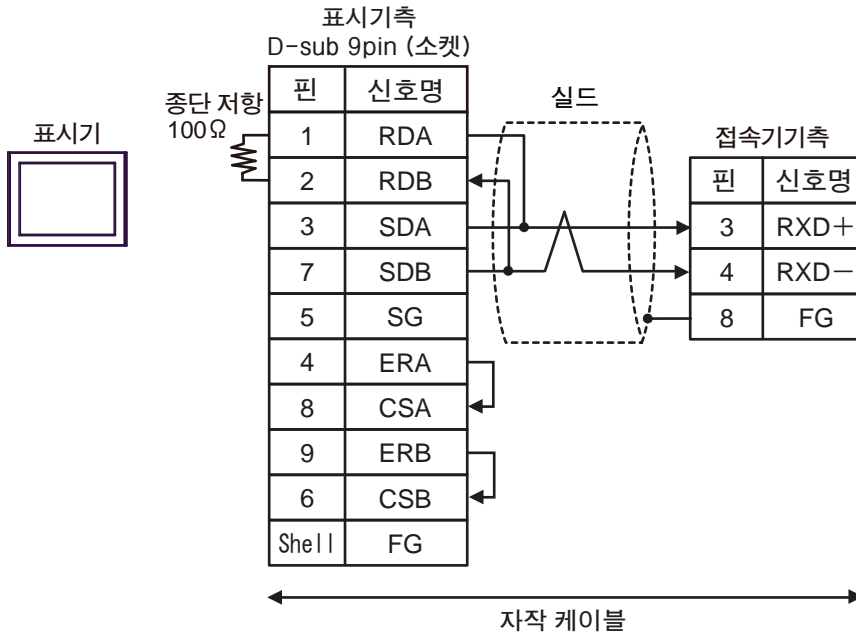 표시기측
D-sub 9pin (소켓)
표시기
종단 저항
100Ω
핀 신호명
1 RDA
2 RDB
3 SDA
7 SDB
5 SG
4 ERA
8 CSA
9 ERB
6 CSB
Shell FG
실드
접속기기측
핀 신호명
3 RXD+
4 RXD-
8 FG
자작 케이블